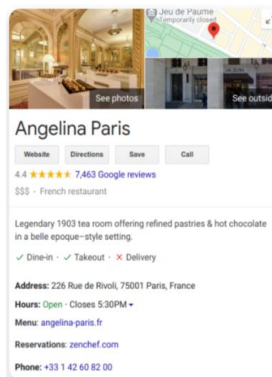 Jeu de Paume
Temporarily closed
See photos
See outsid
Angelina Paris
Website Directions Save Call
4.4 7,463 Google reviews
$$$ · French restaurant
Legendary 1903 tea room offering refined pastries & hot chocolate
in a belle epoque–style setting.
✓ Dine-in · ✓ Takeout · ✕ Delivery
Address: 226 Rue de Rivoli, 75001 Paris, France
Hours: Open · Closes 5:30PM
Menu: angelina-paris.fr
Reservations: zenchef.com
Phone: +33 1 42 60 82 00